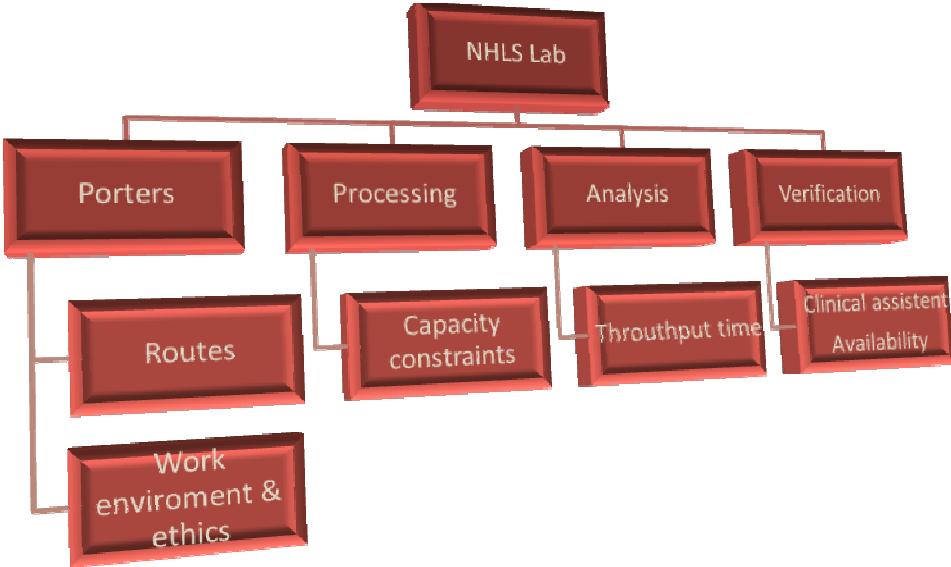 NHLS Lab
Porters
Processing
Analysis
Verification
Routes
Capacity
constraints
Throuthput time
Clinical assistent
Availability
Work
enviroment &
ethics